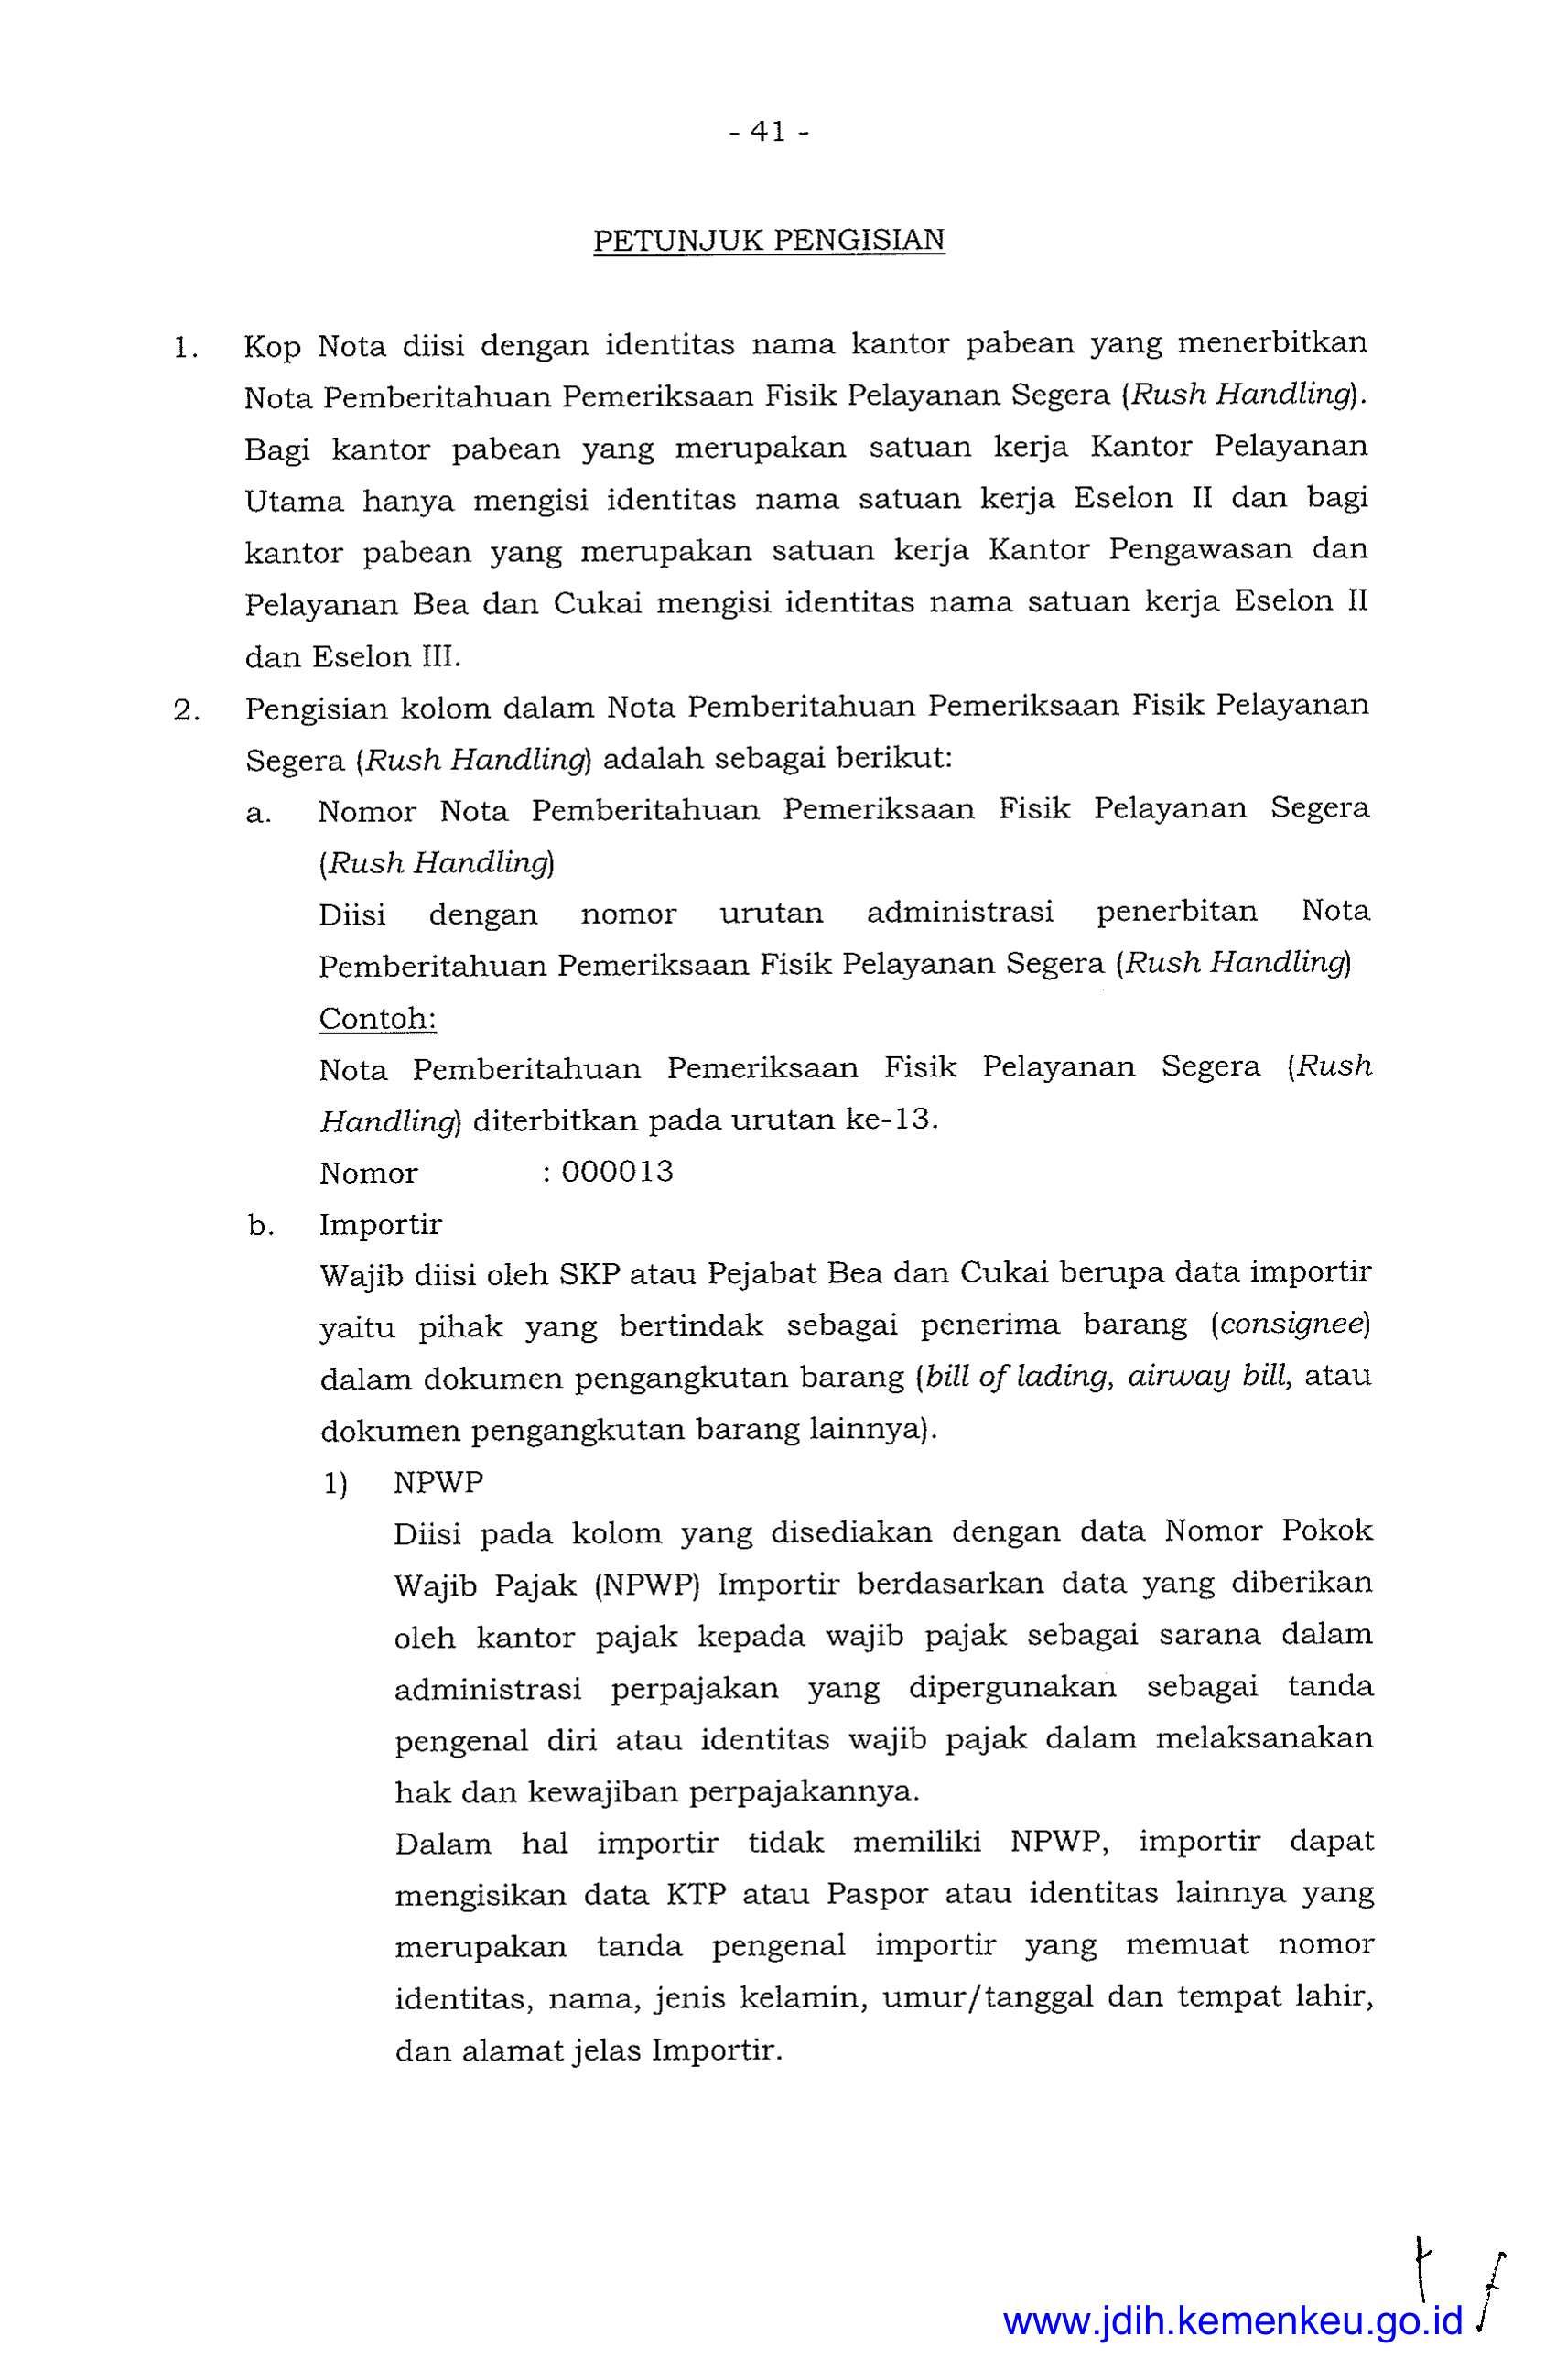 - 41 -
PETUNJUK PENGISIAN
1. Kop Nota diisi dengan identitas nama kantor pabean yang menerbitkan
Nota Pemberitahuan Pemeriksaan Fisik Pelayanan Segera (Rush Handling).
Bagi kantor pabean yang merupakan satuan kerja Kantor Pelayanan
Utama hanya mengisi identitas nama satuan kerja Eselon II dan bagi
kantor pabean yang merupakan satuan kerja Kantor Pengawasan dan
Pelayanan Bea dan Cukai mengisi identitas nama satuan kerja Eselon II
dan Eselon III.
2. Pengisian kolom dalam Nota Pemberitahuan Pemeriksaan Fisik Pelayanan
Segera (Rush Handling) adalah sebagai berikut:
a. Nomor Nota Pemberitahuan Pemeriksaan Fisik Pelayanan Segera
(Rush Handling)
Diisi dengan nomor urutan administrasi penerbitan Nota
Pemberitahuan Pemeriksaan Fisik Pelayanan Segera (Rush Handling)
Contoh:
Nota Pemberitahuan Pemeriksaan Fisik Pelayanan Segera (Rush
Handling) diterbitkan pada urutan ke-13.
Nomor : 000013
b. Importir
Wajib diisi oleh SKP atau Pejabat Bea dan Cukai berupa data importir
yaitu pihak yang bertindak sebagai penerima barang (consignee)
dalam dokumen pengangkutan barang (bill of lading, airway bill, atau
dokumen pengangkutan barang lainnya).
1) NPWP
Diisi pada kolom yang disediakan dengan data Nomor Pokok
Wajib Pajak (NPWP) Importir berdasarkan data yang diberikan
oleh kantor pajak kepada wajib pajak sebagai sarana dalam
administrasi perpajakan yang dipergunakan sebagai tanda
pengenal diri atau identitas wajib pajak dalam melaksanakan
hak dan kewajiban perpajakannya.
Dalam hal importir tidak memiliki NPWP, importir dapat
mengisikan data KTP atau Paspor atau identitas lainnya yang
merupakan tanda pengenal importir yang memuat nomor
identitas, nama, jenis kelamin, umur/tanggal dan tempat lahir,
dan alamat jelas Importir.
www.jdih.kemenkeu.go.id